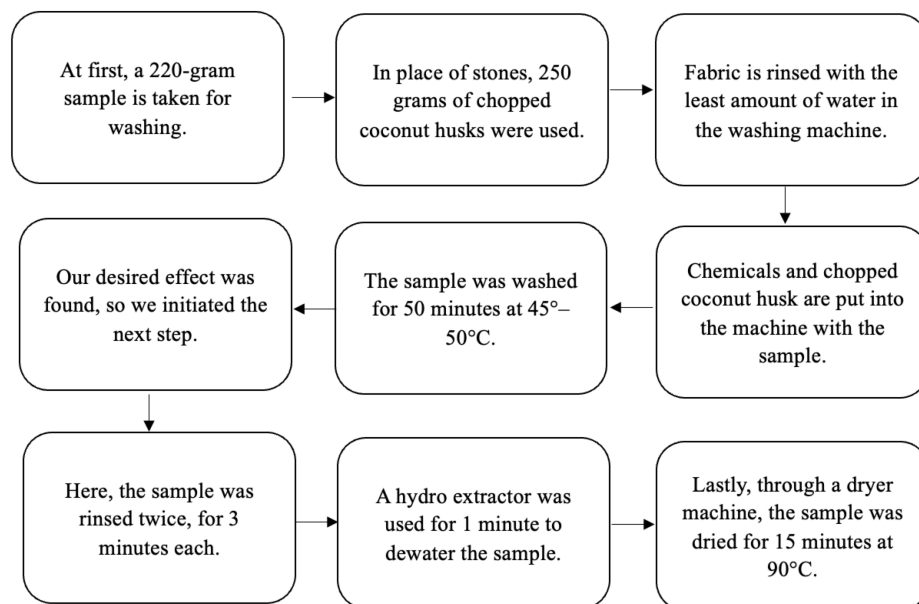 At first, a 220-gram
sample is taken for
washing.
In place of stones, 250
grams of chopped
coconut husks were used.
Fabric is rinsed with the
least amount of water in
the washing machine.
Chemicals and chopped
coconut husk are put into
the machine with the
sample.
The sample was washed
for 50 minutes at 45°–
50°C.
Our desired effect was
found, so we initiated the
next step.
Here, the sample was
rinsed twice, for 3
minutes each.
A hydro extractor was
used for 1 minute to
dewater the sample.
Lastly, through a dryer
machine, the sample was
dried for 15 minutes at
90°C.